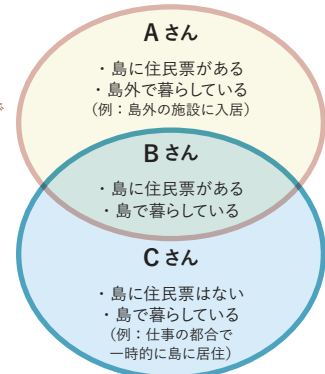 Aさん
・島に住民票がある
・島外で暮らしている
(例：島外の施設に入居)
で
Bさん
・島に住民票がある
・島で暮らしている
Cさん
・島に住民票はない
・島で暮らしている
(例：仕事の都合で
一時的に島に居住)